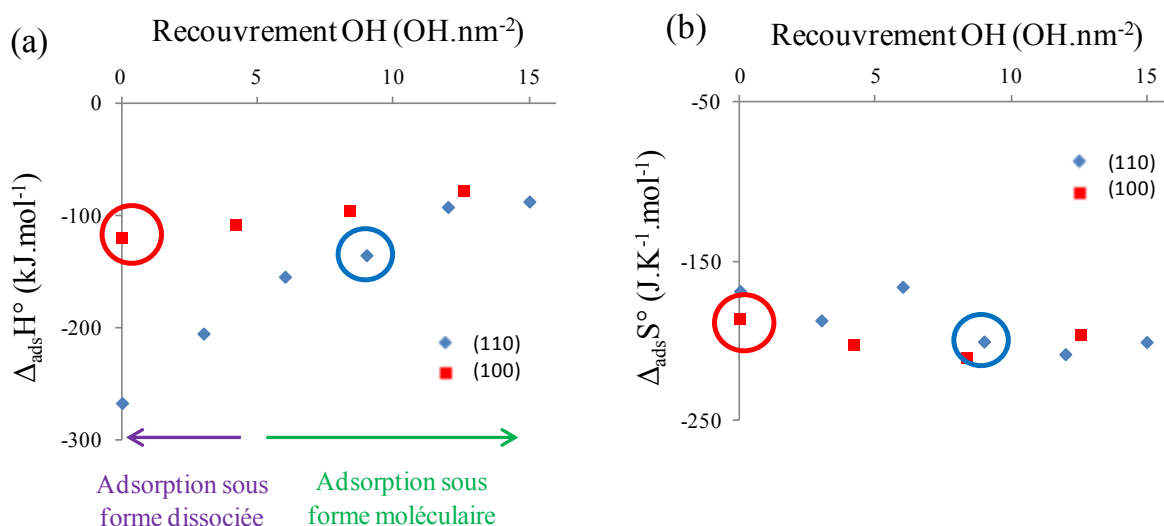 (a)
Recouvrement OH (OH.nm-2)
0 5 10 15
0
-100
-200
-300
ΔadsH° (kJ.mol-1)
(110)
(100)
Adsorption sous
forme dissociée
Adsorption sous
forme moléculaire
(b)
Recouvrement OH (OH.nm-2)
0 5 10 15
-50
-150
-250
ΔadsS° (J.K-1.mol-1)
(110)
(100)